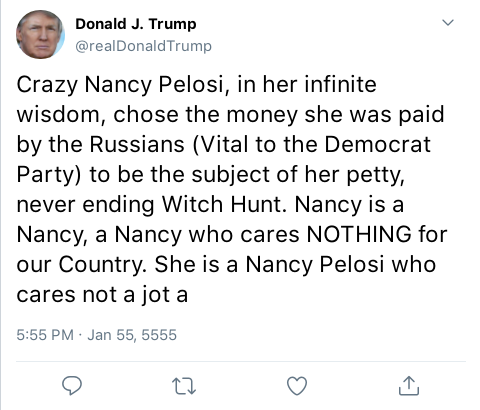 Donald J. Trump
@realDonaldTrump
Crazy Nancy Pelosi, in her infinite
wisdom, chose the money she was paid
by the Russians (Vital to the Democrat
Party) to be the subject of her petty,
never ending Witch Hunt. Nancy is a
Nancy, a Nancy who cares NOTHING for
our Country. She is a Nancy Pelosi who
cares not a jot a
5:55 PM · Jan 55, 5555